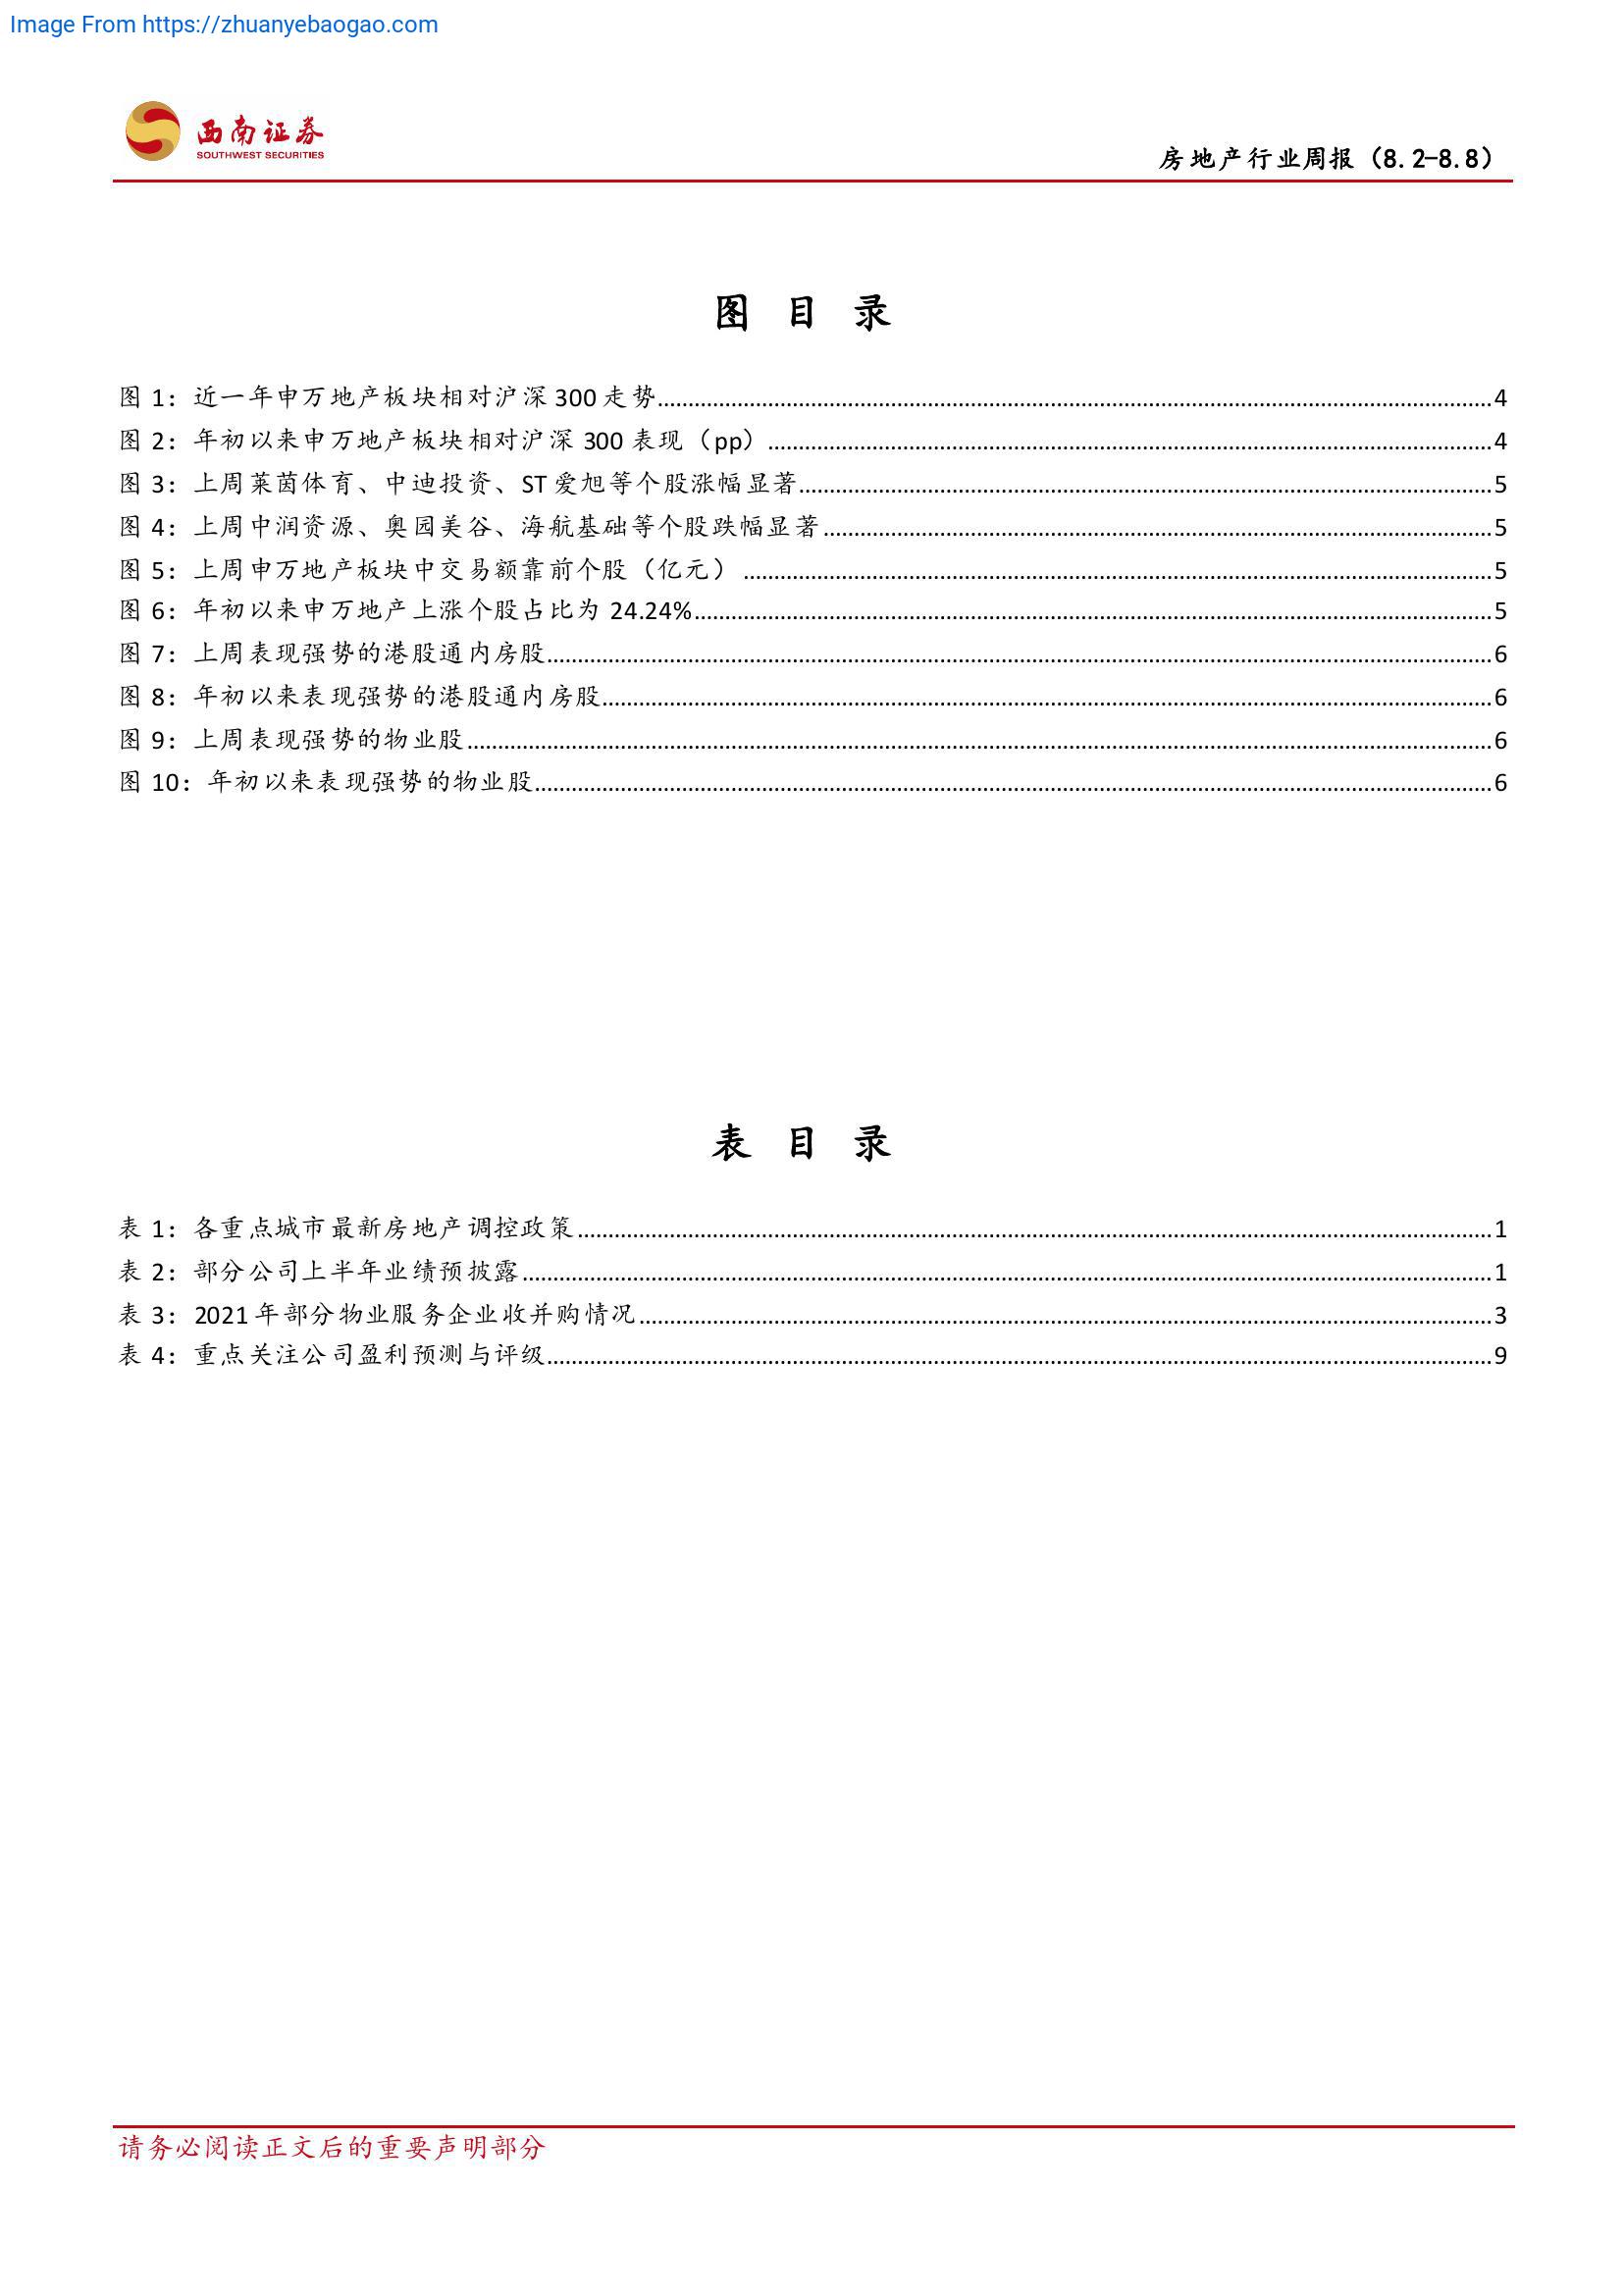 Image From https://zhuanyebaogao.com
西南证券
SOUTHWEST SECURITIES
房地产行业周报（8.2-8.8）
图 目 录
图 1：近一年申万地产板块相对沪深 300 走势 4
图 2：年初以来申万地产板块相对沪深 300 表现（pp） 4
图 3：上周莱茵体育、中迪投资、ST 爱旭等个股涨幅显著 5
图 4：上周中润资源、奥园美谷、海航基础等个股跌幅显著 5
图 5：上周申万地产板块中交易额靠前个股（亿元） 5
图 6：年初以来申万地产上涨个股占比为 24.24% 5
图 7：上周表现强势的港股通内房股 6
图 8：年初以来表现强势的港股通内房股 6
图 9：上周表现强势的物业股 6
图 10：年初以来表现强势的物业股 6
表 目 录
表 1：各重点城市最新房地产调控政策 1
表 2：部分公司上半年业绩预披露 1
表 3：2021 年部分物业服务企业收并购情况 3
表 4：重点关注公司盈利预测与评级 9
请务必阅读正文后的重要声明部分